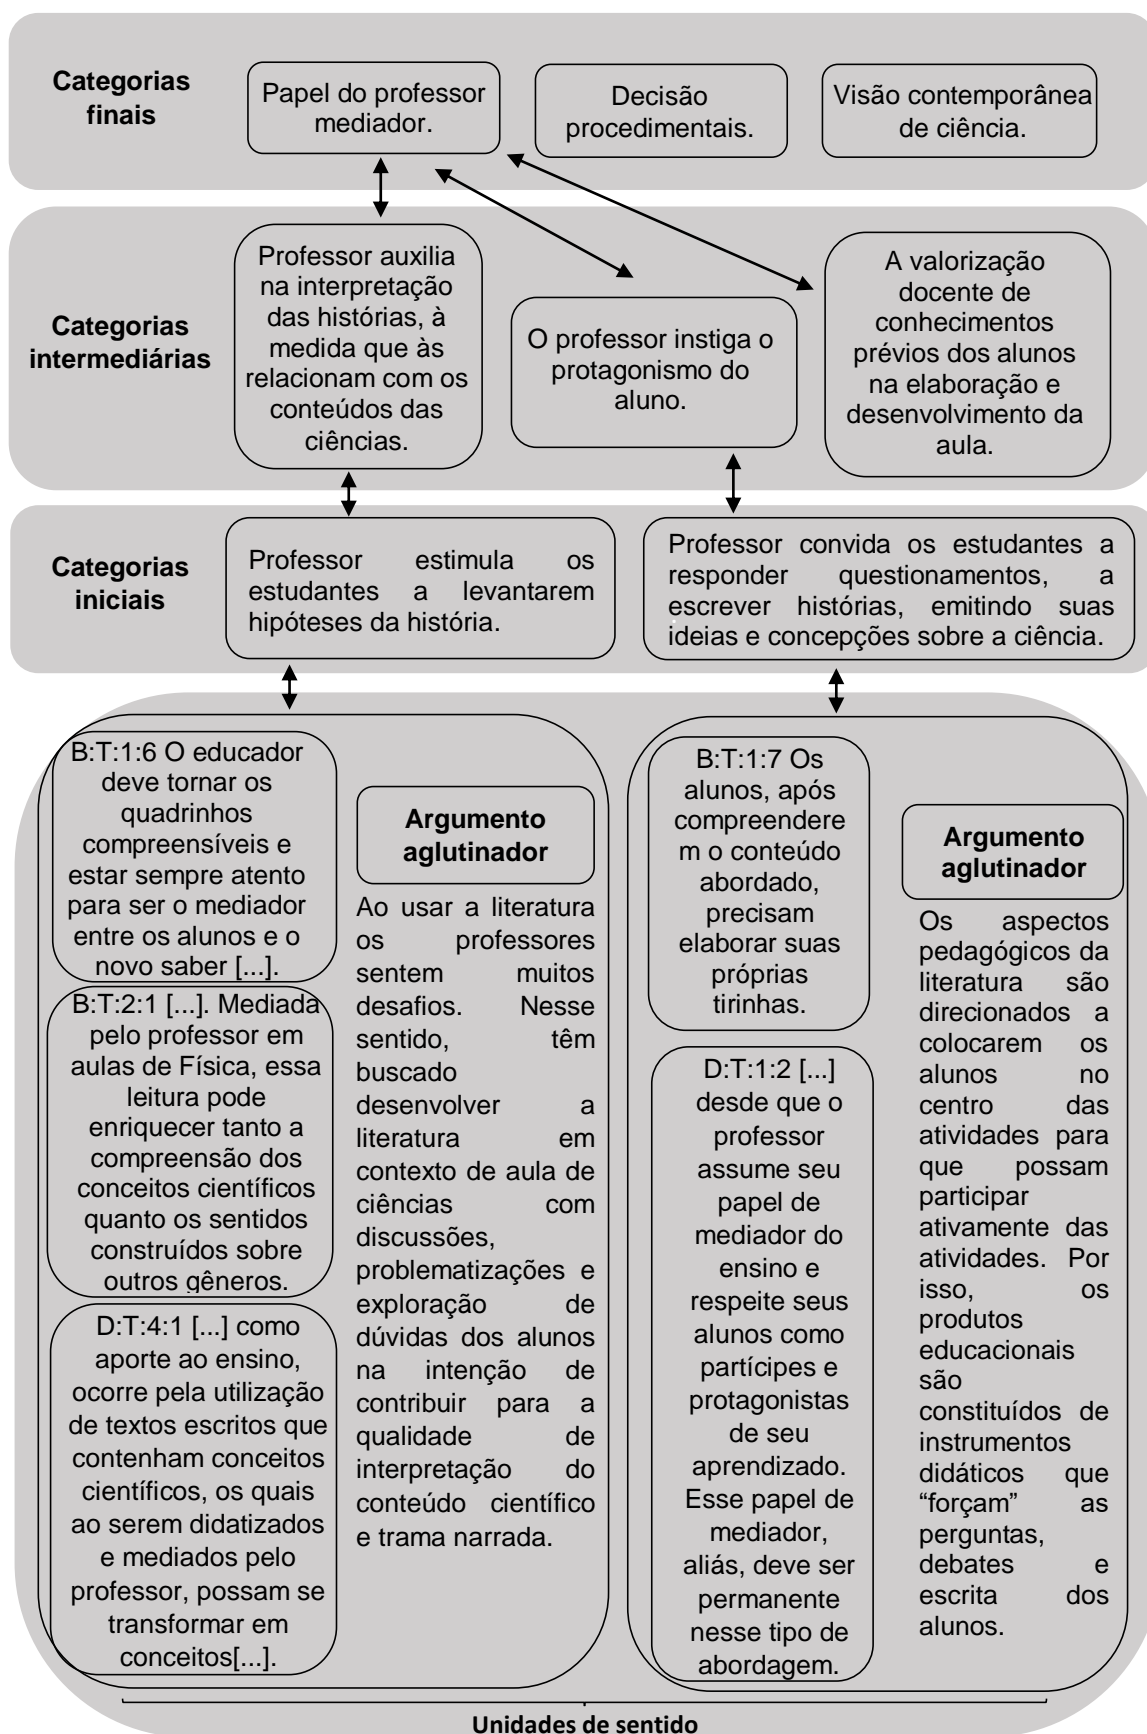 Categorias
finais
Papel do professor
mediador.
Decisão
procedimentais.
Visão contemporânea
de ciência.
Categorias
intermediárias
Professor auxilia
na interpretação
das histórias, à
medida que às
relacionam com os
conteúdos das
ciências.
O professor instiga o
protagonismo do
aluno.
A valorização
docente de
conhecimentos
prévios dos alunos
na elaboração e
desenvolvimento da
aula.
Categorias
iniciais
Professor estimula os
estudantes a levantarem
hipóteses da história.
Professor convida os estudantes a
responder questionamentos, a
escrever histórias, emitindo suas
ideias e concepções sobre a ciência.
B:T:1:6 O educador
deve tornar os
quadrinhos
compreensíveis e
estar sempre atento
para ser o mediador
entre os alunos e o
novo saber [...].
B:T:2:1 [...]. Mediada
pelo professor em
aulas de Física, essa
leitura pode
enriquecer tanto a
compreensão dos
conceitos científicos
quanto os sentidos
construídos sobre
outros gêneros.
D:T:4:1 [...] como
aporte ao ensino,
ocorre pela utilização
de textos escritos que
contenham conceitos
científicos, os quais
ao serem didatizados
e mediados pelo
professor, possam se
transformar em
conceitos[...].
Argumento
aglutinador
Ao usar a literatura
os professores
sentem muitos
desafios. Nesse
sentido, têm
buscado
desenvolver a
literatura em
contexto de aula de
ciências com
discussões,
problematizações e
exploração de
dúvidas dos alunos
na intenção de
contribuir para a
qualidade de
interpretação do
conteúdo científico
e trama narrada.
B:T:1:7 Os
alunos, após
compreendere
m o conteúdo
abordado,
precisam
elaborar suas
próprias
tirinhas.
D:T:1:2 [...]
desde que o
professor
assume seu
papel de
mediador do
ensino e
respeite seus
alunos como
partícipes e
protagonistas
de seu
aprendizado.
Esse papel de
mediador,
aliás, deve ser
permanente
nesse tipo de
abordagem.
Argumento
aglutinador
Os aspectos
pedagógicos da
literatura são
direcionados a
colocarem os
alunos no
centro das
atividades para
que possam
participar
ativamente das
atividades. Por
isso, os
produtos
educacionais
são
constituídos de
instrumentos
didáticos que
“forçam” as
perguntas,
debates e
escrita dos
alunos.
Unidades de sentido